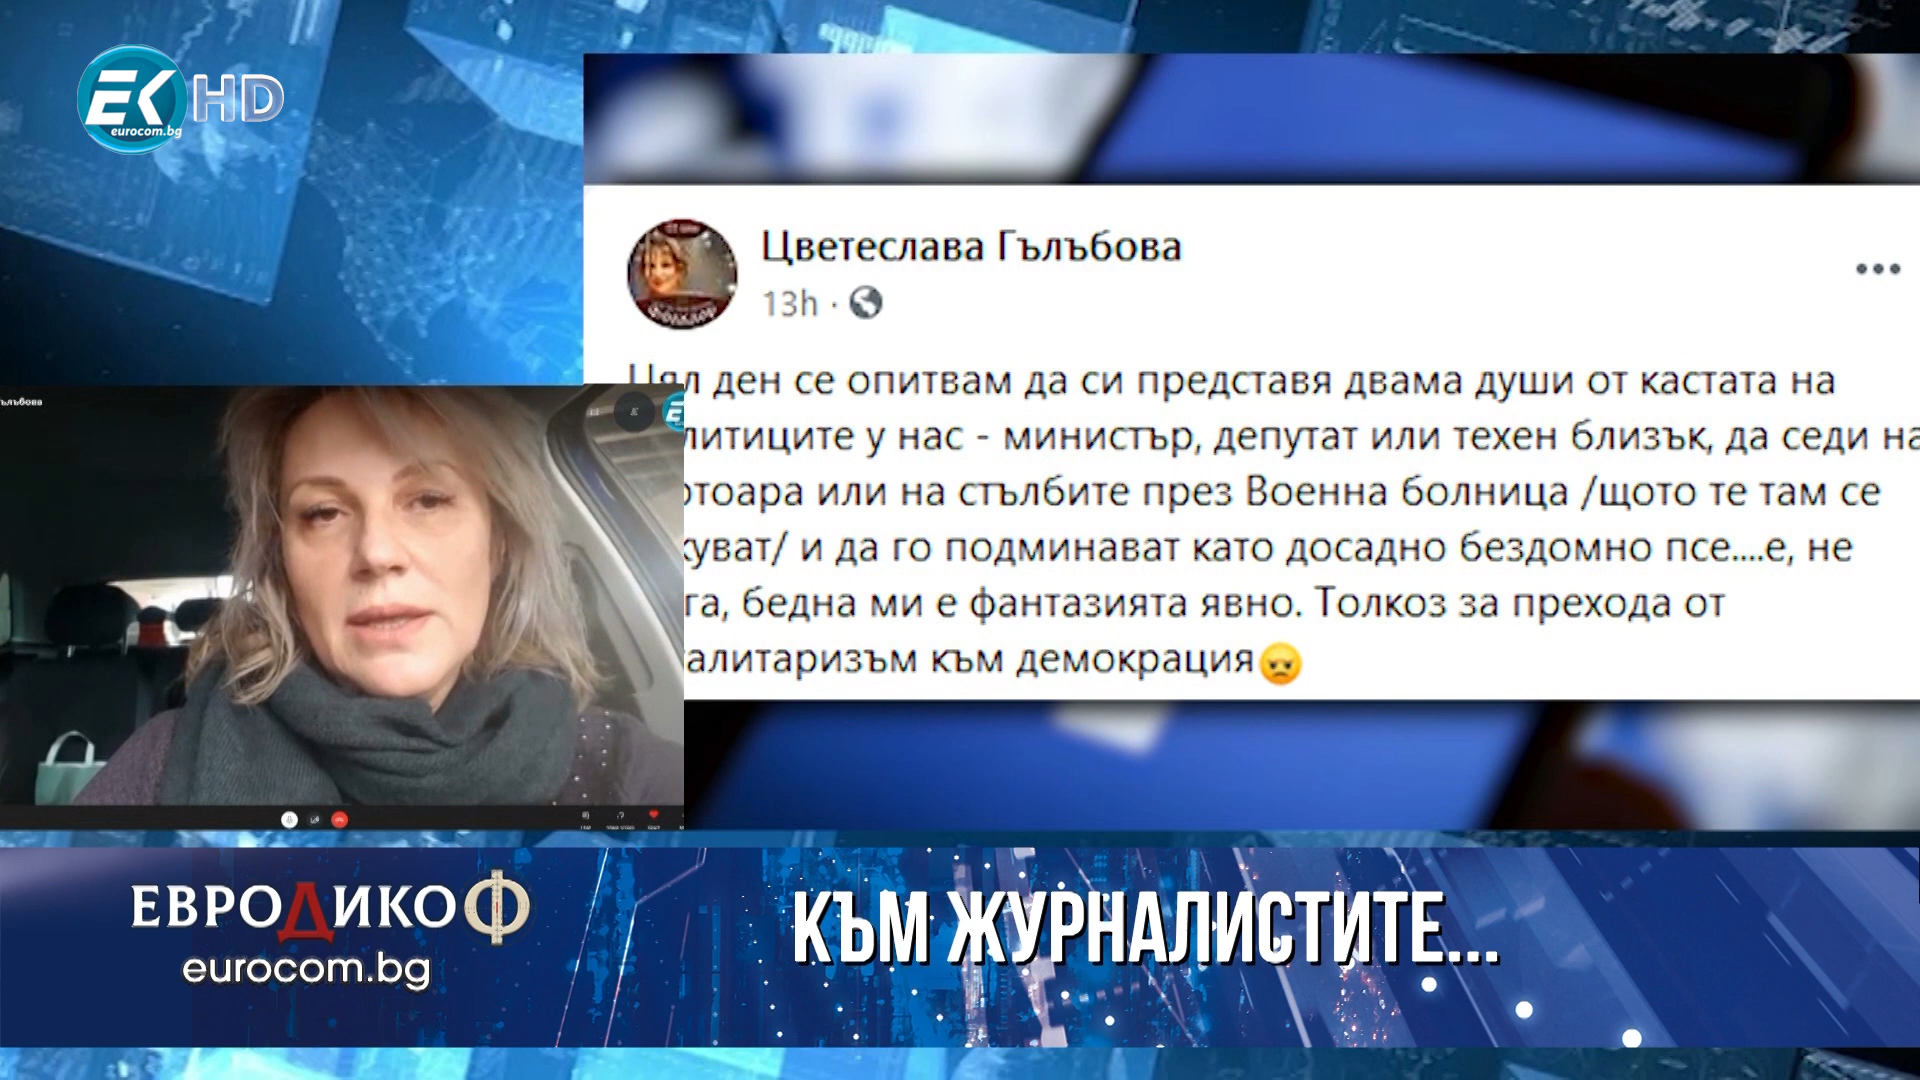 EK HD
eurocom.bg
Цветеслава Гълъбова
13h ·
Цял ден се опитвам да си представя двама души от кастата на
литиците у нас - министър, депутат или техен близък, да седи на
отоара или на стълбите през Военна болница /щото те там се
куват/ и да го подминават като досадно бездомно псе....е, не
га, бедна ми е фантазията явно. Толкоз за прехода от
алитаризъм към демокрация
ълъбова
ЕВРОДИКОФ
eurocom.bg
КЪМ ЖУРНАЛИСТИТЕ...